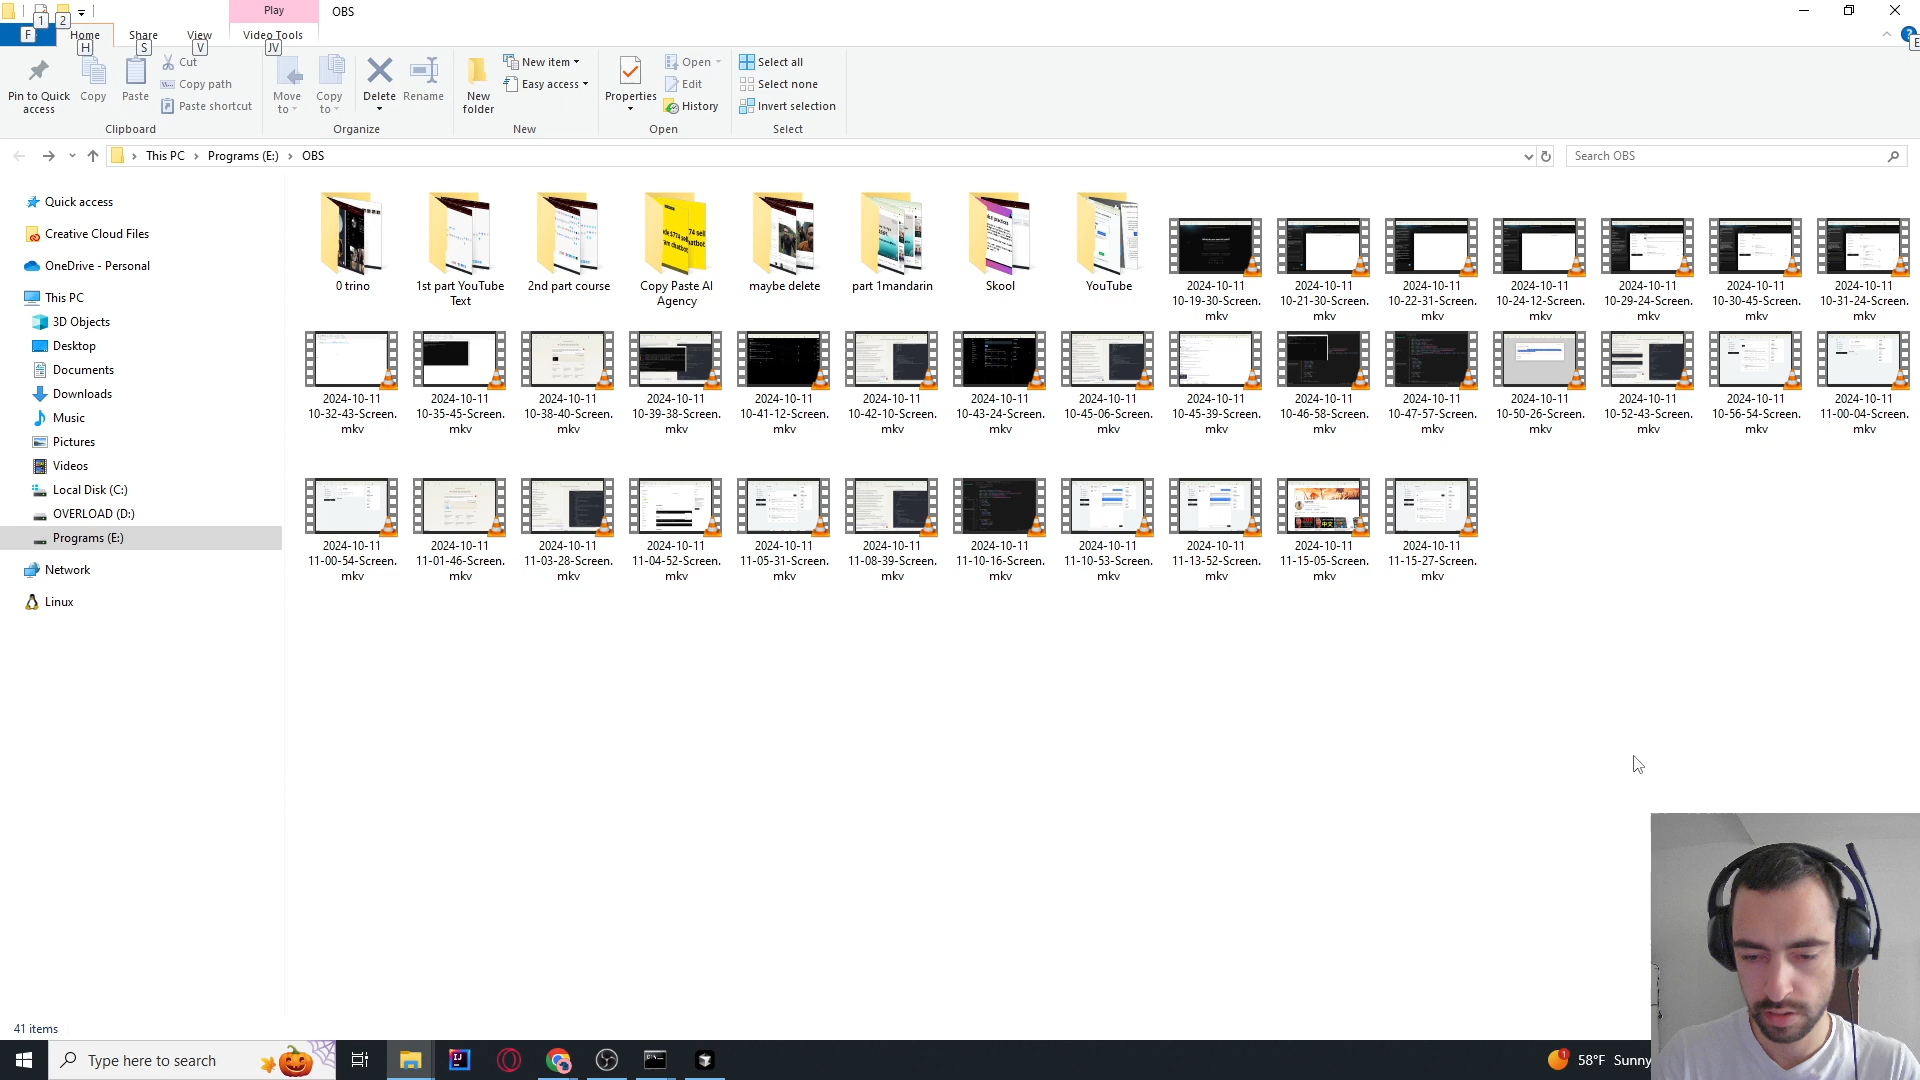 1
2
Play
OBS
F
Home
Share
View
Video Tools
H
S
V
JV
E
Pin to Quick
access
Copy
Paste
Cut
Copy path
Paste shortcut
Move
to
Copy
to
Delete
Rename
New
folder
New item
Easy access
Properties
Open
Edit
History
Select all
Select none
Invert selection
Clipboard
Organize
New
Open
Select
This PC
Programs (E:)
OBS
Search OBS
Quick access
Creative Cloud Files
OneDrive - Personal
This PC
3D Objects
Desktop
Documents
Downloads
Music
Pictures
Videos
Local Disk (C:)
OVERLOAD (D:)
Programs (E:)
Network
Linux
0 trino
1st part YouTube
Text
2nd part course
Copy Paste AI
Agency
maybe delete
part 1mandarin
Skool
YouTube
2024-10-11
10-19-30-Screen.
mkv
2024-10-11
10-21-30-Screen.
mkv
2024-10-11
10-22-31-Screen.
mkv
2024-10-11
10-24-12-Screen.
mkv
2024-10-11
10-29-24-Screen.
mkv
2024-10-11
10-30-45-Screen.
mkv
2024-10-11
10-31-24-Screen.
mkv
2024-10-11
10-32-43-Screen.
mkv
2024-10-11
10-35-45-Screen.
mkv
2024-10-11
10-38-40-Screen.
mkv
2024-10-11
10-39-38-Screen.
mkv
2024-10-11
10-41-12-Screen.
mkv
2024-10-11
10-42-10-Screen.
mkv
2024-10-11
10-43-24-Screen.
mkv
2024-10-11
10-45-06-Screen.
mkv
2024-10-11
10-45-39-Screen.
mkv
2024-10-11
10-46-58-Screen.
mkv
2024-10-11
10-47-57-Screen.
mkv
2024-10-11
10-50-26-Screen.
mkv
2024-10-11
10-52-43-Screen.
mkv
2024-10-11
10-56-54-Screen.
mkv
2024-10-11
11-00-04-Screen.
mkv
2024-10-11
11-00-54-Screen.
mkv
2024-10-11
11-01-46-Screen.
mkv
2024-10-11
11-03-28-Screen.
mkv
2024-10-11
11-04-52-Screen.
mkv
2024-10-11
11-05-31-Screen.
mkv
2024-10-11
11-08-39-Screen.
mkv
2024-10-11
11-10-16-Screen.
mkv
2024-10-11
11-10-53-Screen.
mkv
2024-10-11
11-13-52-Screen.
mkv
2024-10-11
11-15-05-Screen.
mkv
2024-10-11
11-15-27-Screen.
mkv
41 items
Type here to search
1
58°F Sunny